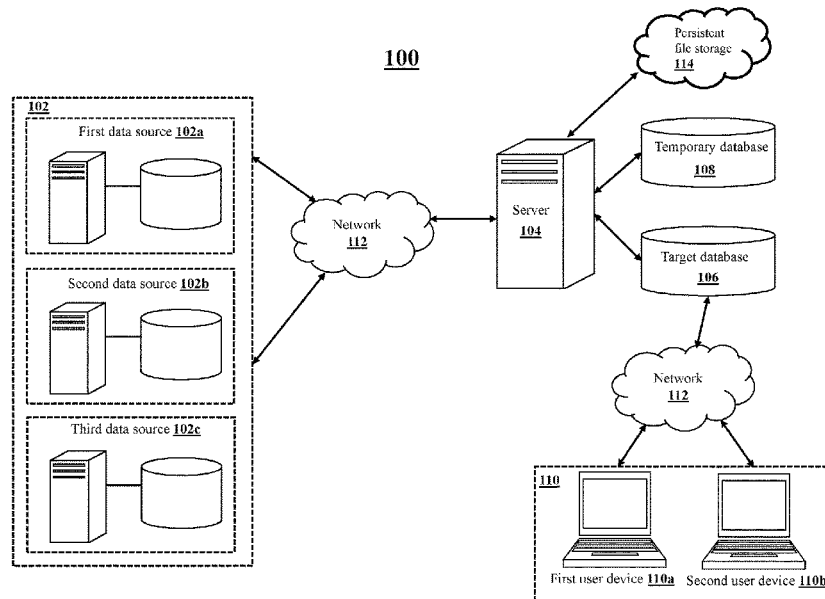 100
Persistent
file storage
114
102
First data source 102a
Second data source 102b
Third data source 102c
Network
112
Server
104
Temporary database
108
Target database
106
Network
112
110
First user device 110a
Second user device 110b